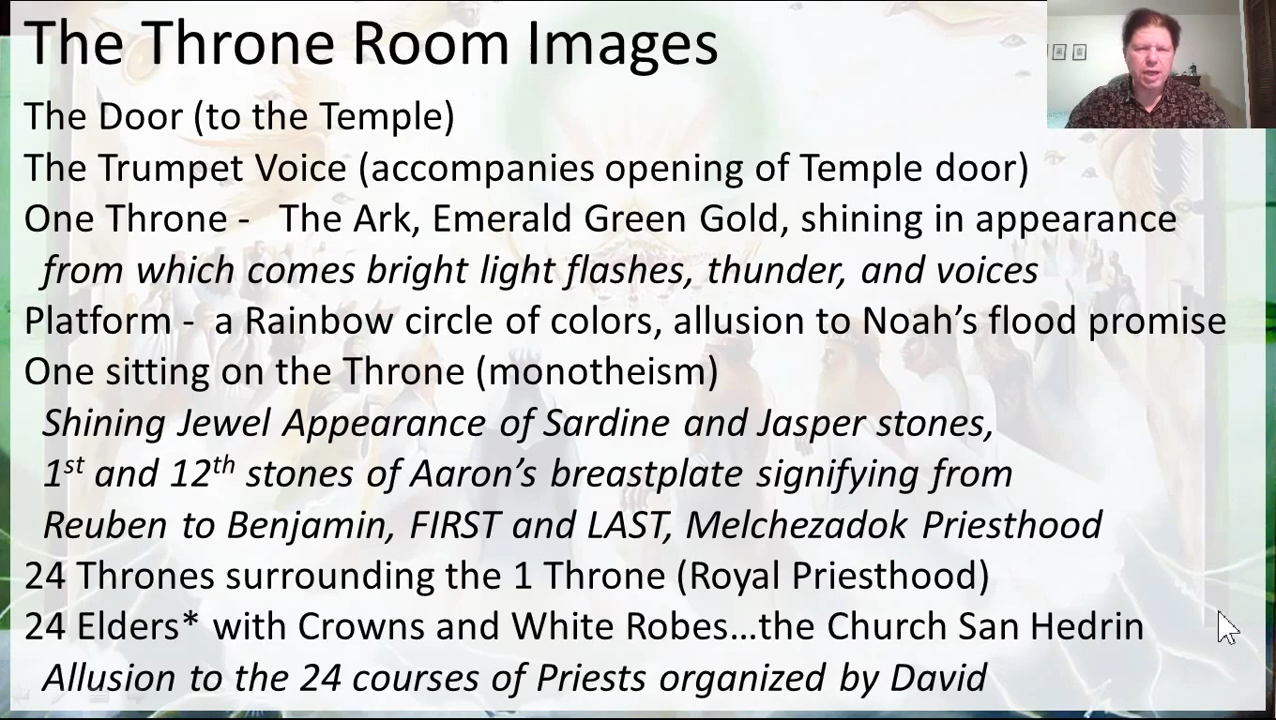 The Throne Room Images
The Door (to the Temple)
The Trumpet Voice (accompanies opening of Temple door)
One Throne - The Ark, Emerald Green Gold, shining in appearance
from which comes bright light flashes, thunder, and voices
Platform - a Rainbow circle of colors, allusion to Noah’s flood promise
One sitting on the Throne (monotheism)
Shining Jewel Appearance of Sardine and Jasper stones,
1st and 12th stones of Aaron’s breastplate signifying from
Reuben to Benjamin, FIRST and LAST, Melchezadok Priesthood
24 Thrones surrounding the 1 Throne (Royal Priesthood)
24 Elders* with Crowns and White Robes...the Church San Hedrin
Allusion to the 24 courses of Priests organized by David